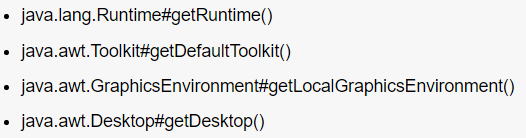 • java.lang.Runtime#getRuntime()
• java.awt.Toolkit#getDefaultToolkit()
• java.awt.GraphicsEnvironment#getLocalGraphicsEnvironment()
• java.awt.Desktop#getDesktop()